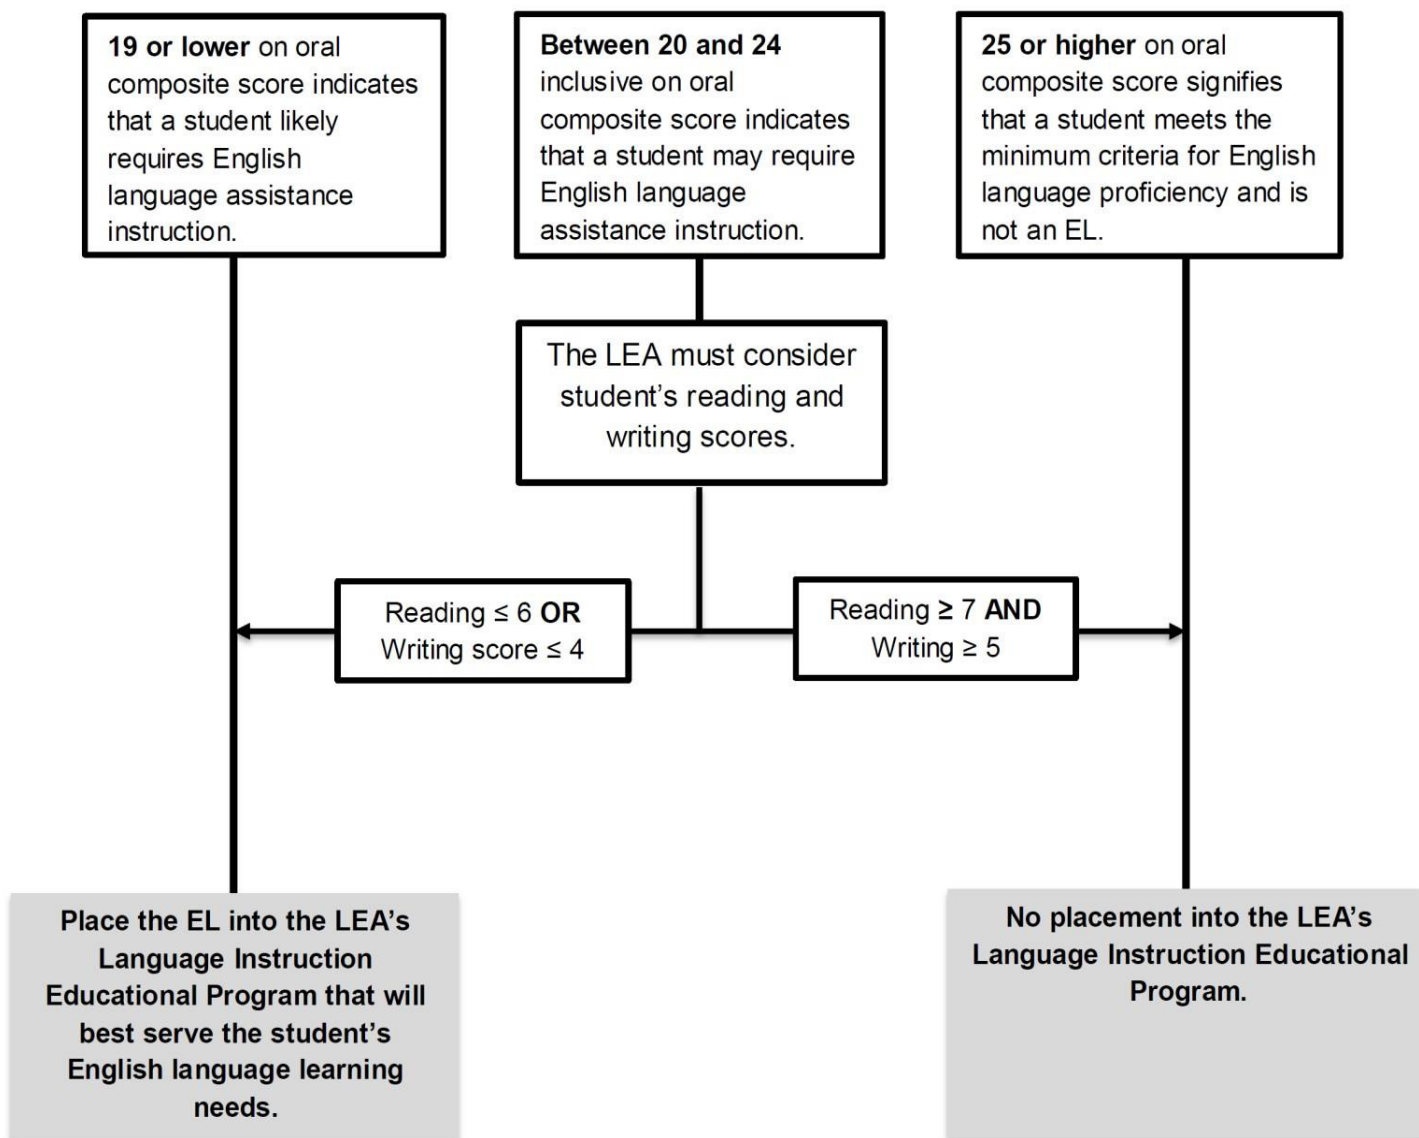 19 or lower on oral
composite score indicates
that a student likely
requires English
language assistance
instruction.
Between 20 and 24
inclusive on oral
composite score indicates
that a student may require
English language
assistance instruction.
25 or higher on oral
composite score signifies
that a student meets the
minimum criteria for English
language proficiency and is
not an EL.
The LEA must consider
student’s reading and
writing scores.
Reading ≤ 6 OR
Writing score ≤ 4
Reading ≥ 7 AND
Writing ≥ 5
Place the EL into the LEA’s
Language Instruction
Educational Program that will
best serve the student’s
English language learning
needs.
No placement into the LEA’s
Language Instruction Educational
Program.